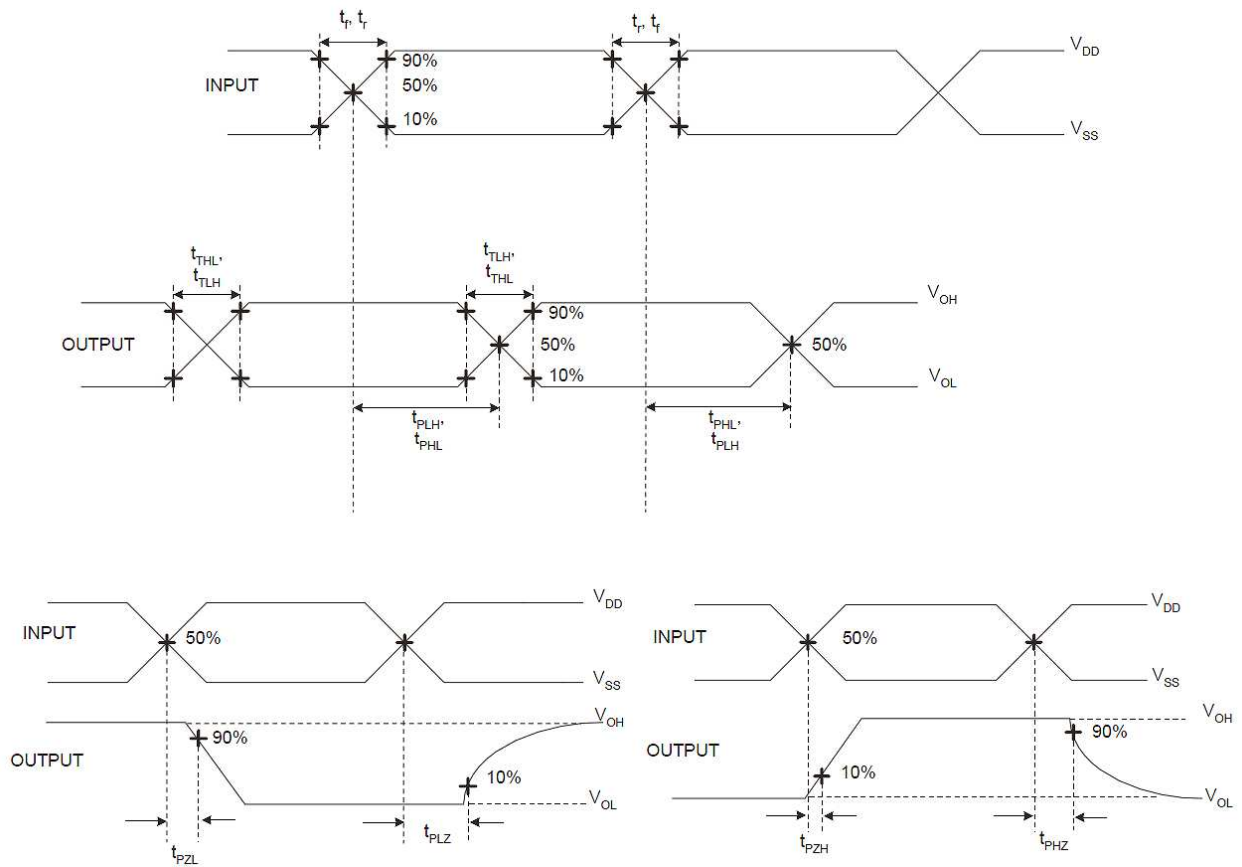 tf, tr
tr, tf
VDD
90%
INPUT
50%
10%
VSS
tTHL,
tTLH
tTLH,
tTHL
VOH
90%
OUTPUT
50%
50%
10%
VOL
tPLH,
tPHL
tPHL,
tPLH
VDD
INPUT
50%
VSS
VOH
90%
OUTPUT
10%
VOL
tPZL
tPLZ
VDD
INPUT
50%
VSS
VOH
90%
OUTPUT
10%
VOL
tPZH
tPHZ